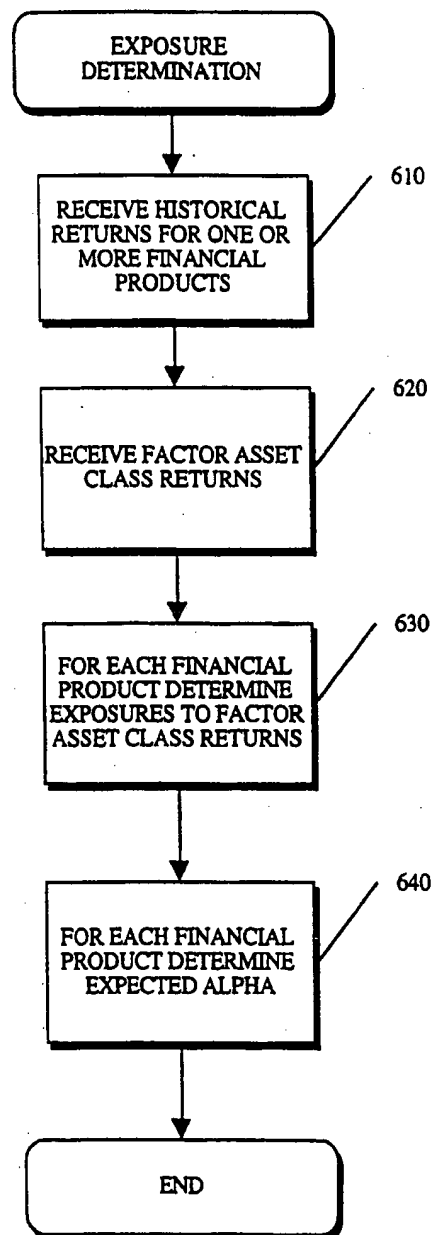 EXPOSURE
DETERMINATION
610
RECEIVE HISTORICAL
RETURNS FOR ONE OR
MORE FINANCIAL
PRODUCTS
620
RECEIVE FACTOR ASSET
CLASS RETURNS
630
FOR EACH FINANCIAL
PRODUCT DETERMINE
EXPOSURES TO FACTOR
ASSET CLASS RETURNS
640
FOR EACH FINANCIAL
PRODUCT DETERMINE
EXPECTED ALPHA
END